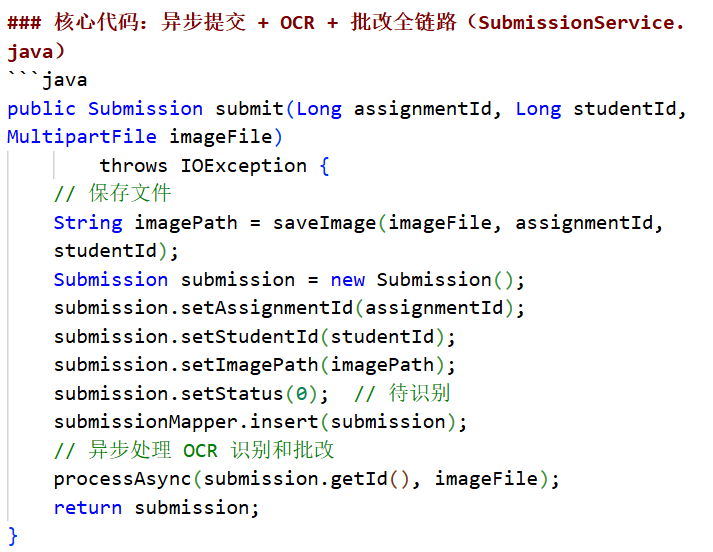 ### 核心代码：异步提交 + OCR + 批改全链路（SubmissionService.
java）
```java
public Submission submit(Long assignmentId, Long studentId,
MultipartFile imageFile)
        throws IOException {
    // 保存文件
    String imagePath = saveImage(imageFile, assignmentId,
    studentId);
    Submission submission = new Submission();
    submission.setAssignmentId(assignmentId);
    submission.setStudentId(studentId);
    submission.setImagePath(imagePath);
    submission.setStatus(0);  // 待识别
    submissionMapper.insert(submission);
    // 异步处理 OCR 识别和批改
    processAsync(submission.getId(), imageFile);
    return submission;
}